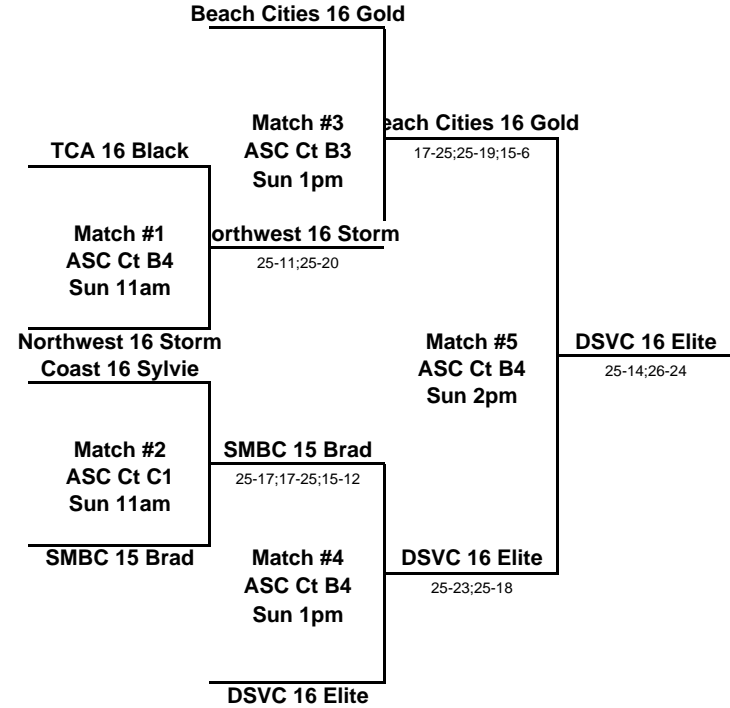 Beach Cities 16 Gold
Match #3
ASC Ct B3
Sun 1pm
each Cities 16 Gold
17-25;25-19;15-6
TCA 16 Black
Match #1
ASC Ct B4
Sun 11am
orthwest 16 Storm
25-11;25-20
Northwest 16 Storm
Coast 16 Sylvie
Match #5
ASC Ct B4
Sun 2pm
DSVC 16 Elite
25-14;26-24
Match #2
ASC Ct C1
Sun 11am
SMBC 15 Brad
25-17;17-25;15-12
SMBC 15 Brad
Match #4
ASC Ct B4
Sun 1pm
DSVC 16 Elite
25-23;25-18
DSVC 16 Elite